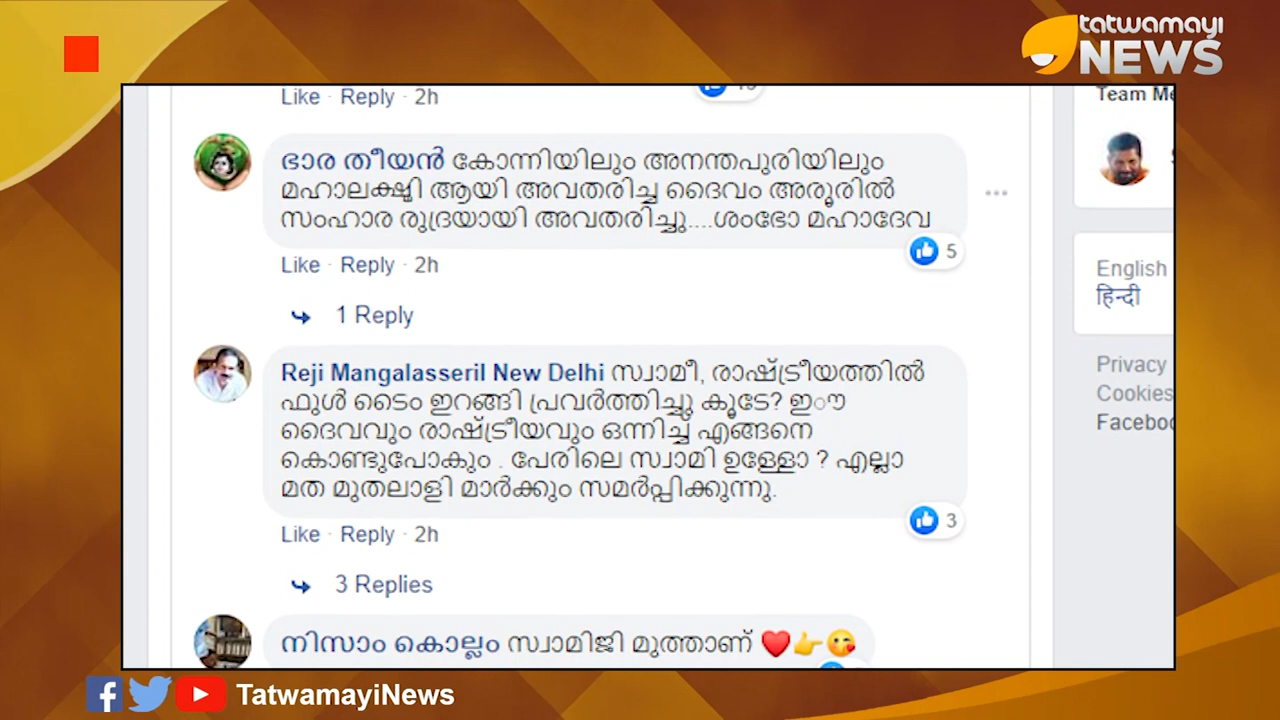 tatwamayi
NEWS
Like · Reply · 2h
Team Me
ഭാര തീയൻ കോന്നിയിലും അനന്തപുരിയിലും
മഹാലക്ഷ്മി ആയി അവതരിച്ച ദൈവം അരൂരിൽ
സംഹാര രുദ്രയായി അവതരിച്ചു....ശംഭോ മഹാദേവ
5
Like · Reply · 2h
1 Reply
English
हिन्दी
Reji Mangalasseril New Delhi സ്വാമീ, രാഷ്ട്രീയത്തിൽ
ഫുൾ ടൈം ഇറങ്ങി പ്രവർത്തിച്ചു കൂടേ? ഇൗ
ദൈവവും രാഷ്ട്രീയവും ഒന്നിച്ച് എങ്ങനെ
കൊണ്ടുപോകും . പേരിലെ സ്വാമി ഉള്ളോ ? എല്ലാ
മത മുതലാളി മാർക്കും സമർപ്പിക്കുന്നു.
3
Like · Reply · 2h
3 Replies
Privacy
Cookies
Faceboo
നിസാം കൊല്ലം സ്വാമിജി മുത്താണ് ❤️👉😘
TatwamayiNews